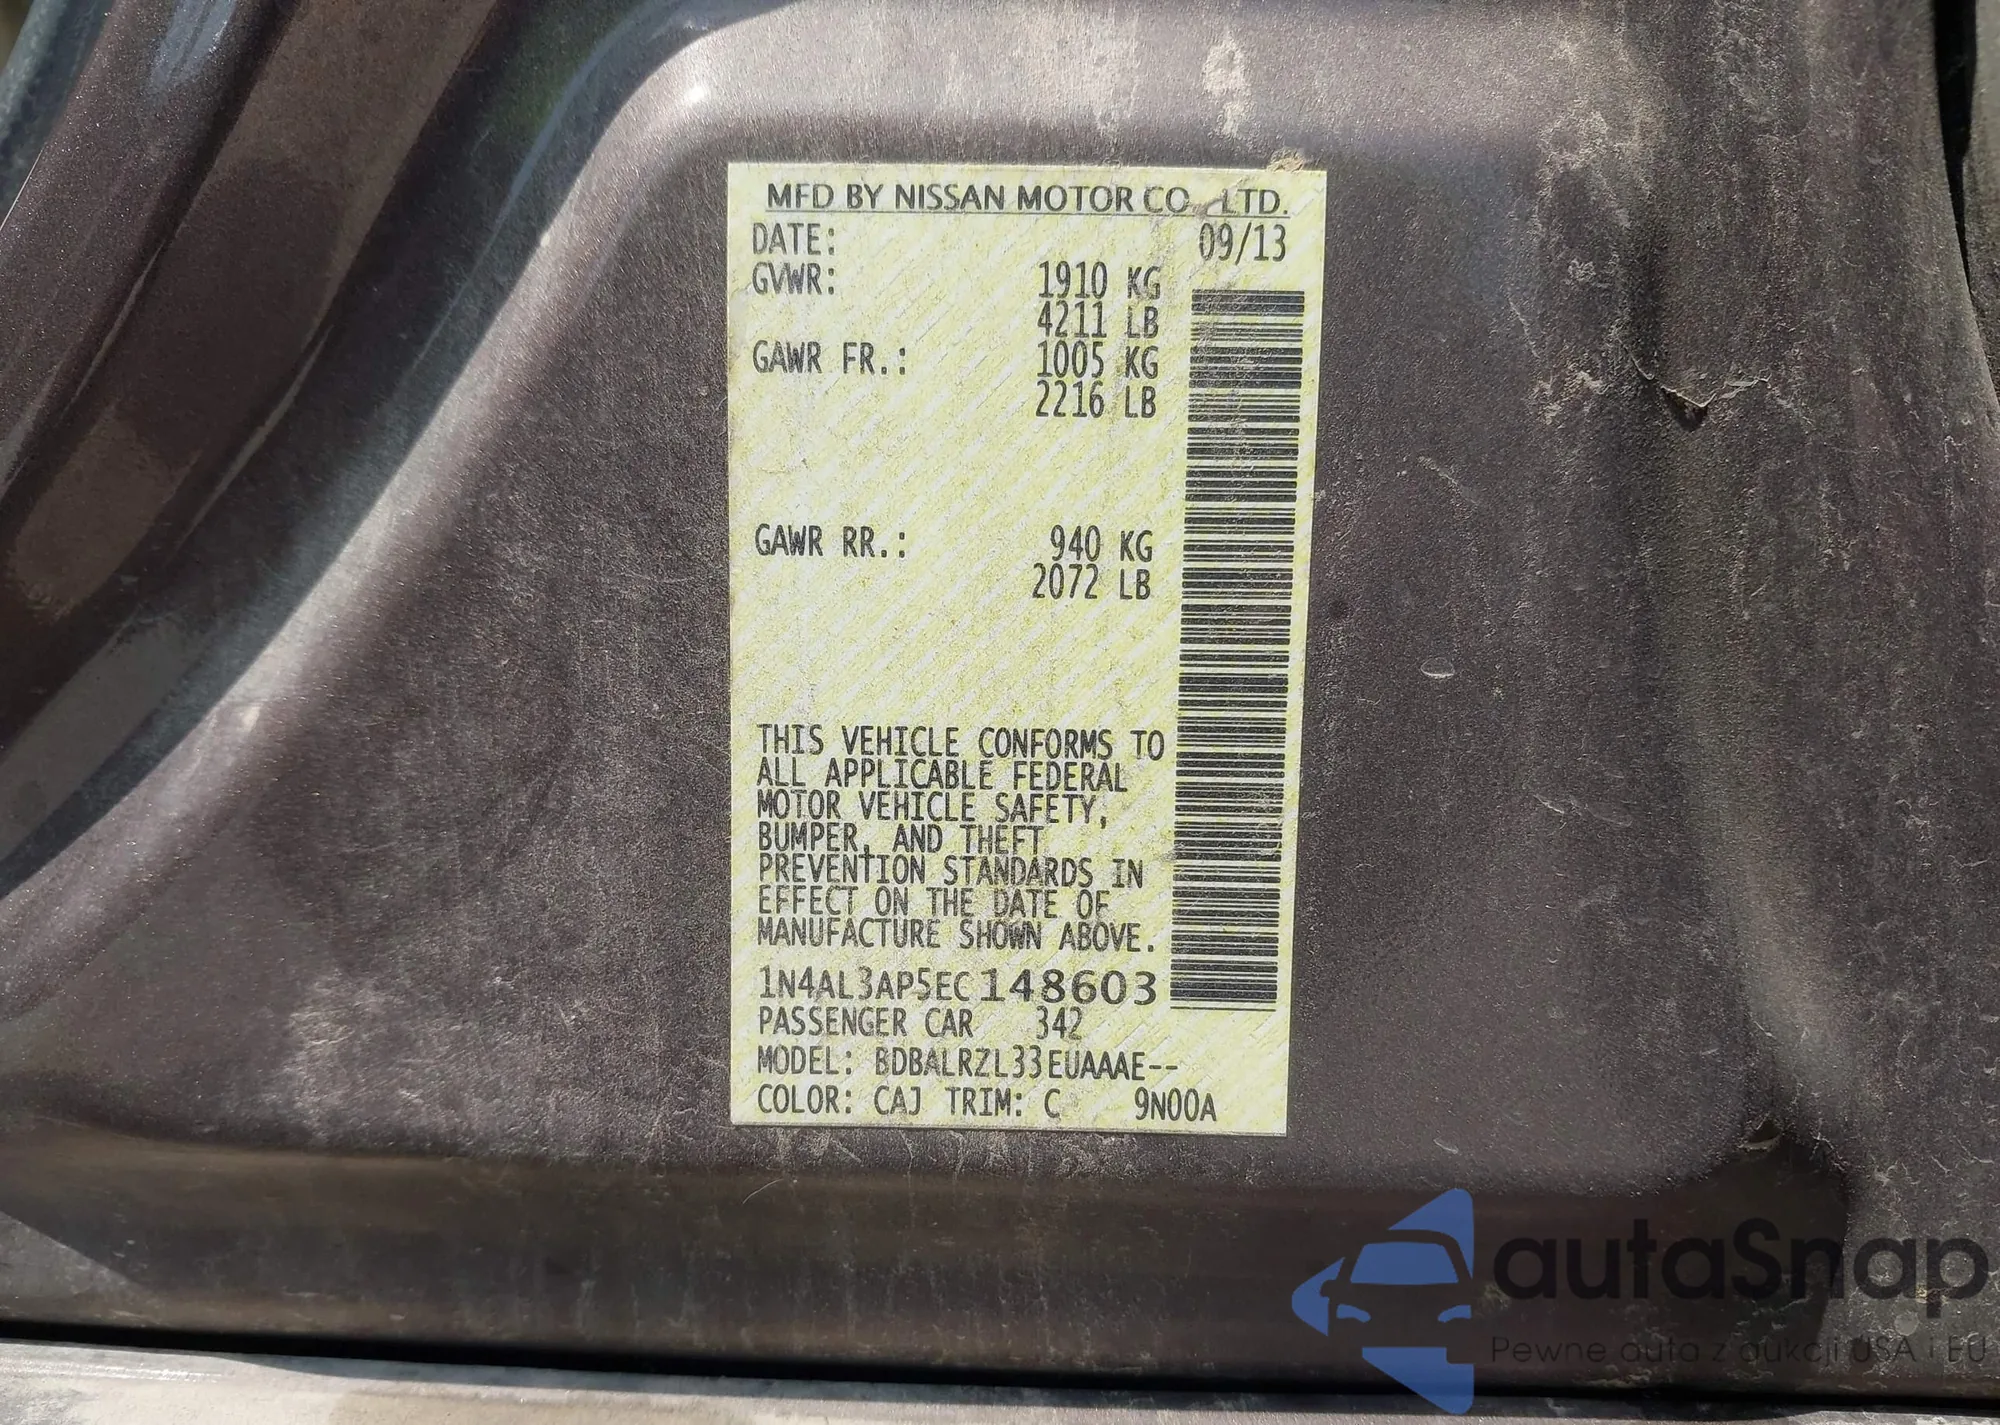 MFD BY NISSAN MOTOR CO LTD.
DATE: 09/13
GVWR: 1910 KG
4211 LB
GAWR FR.: 1005 KG
2216 LB
GAWR RR.: 940 KG
2072 LB
THIS VEHICLE CONFORMS TO
ALL APPLICABLE FEDERAL
MOTOR VEHICLE SAFETY,
BUMPER, AND THEFT
PREVENTION STANDARDS IN
EFFECT ON THE DATE OF
MANUFACTURE SHOWN ABOVE.
1N4AL3AP5EC148603
PASSENGER CAR 342
MODEL: BDBALRZL33EUAAAE--
COLOR: CAJ TRIM: C 9N00A
autaSnap
Pewne auta z aukcji USA i EU